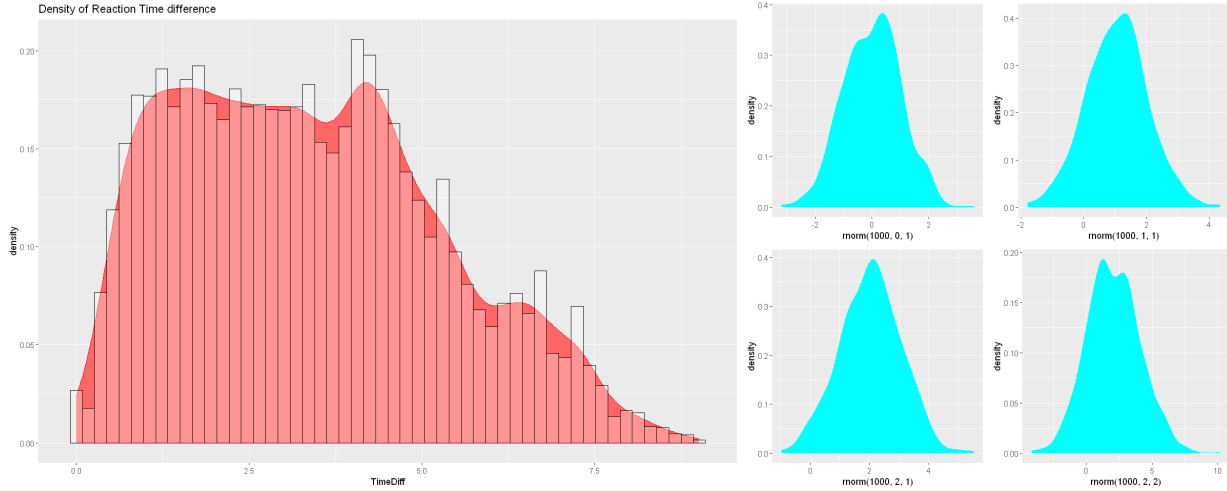 Density of Reaction Time difference
density
0.20
0.15
0.10
0.05
0.00
0.0 2.5 5.0 7.5
TimeDiff
density
0.4
0.3
0.2
0.1
0.0
-2 0 2
rnorm(1000, 0, 1)
density
0.4
0.3
0.2
0.1
0.0
-2 0 2 4
rnorm(1000, 1, 1)
density
0.4
0.3
0.2
0.1
0.0
0 2 4
rnorm(1000, 2, 1)
density
0.20
0.15
0.10
0.05
0.00
0 5 10
rnorm(1000, 2, 2)